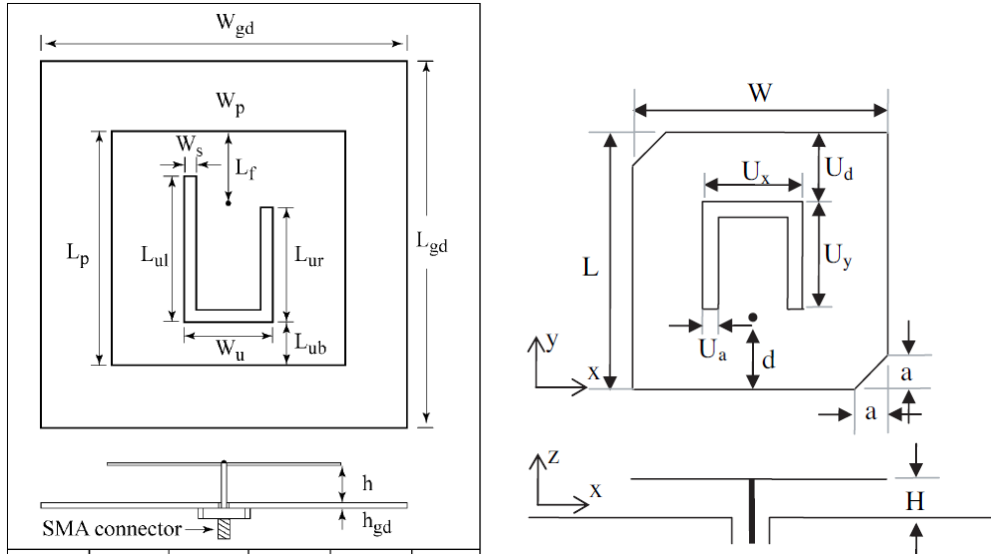 W_gd
W_p
W_s
L_f
L_p
L_ul
L_ur
L_gd
W_u
L_ub
h
h_gd
SMA connector
W
U_x
U_d
L
U_y
U_a
d
y
x
a
a
z
x
H